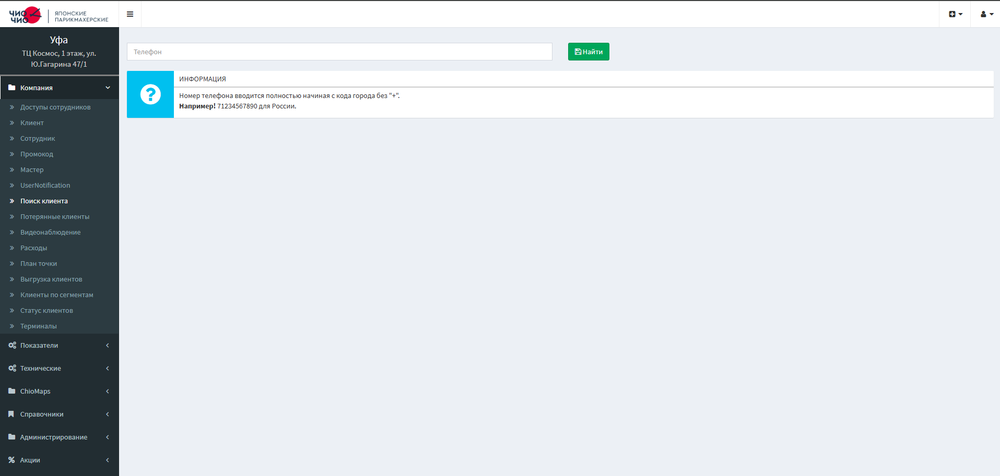 ЧИО
ЧИО
ЯПОНСКИЕ
ПАРИКМАХЕРСКИЕ
Уфа
ТЦ Космос, 1 этаж, ул.
Ю.Гагарина 47/1
Компания
Доступы сотрудников
Клиент
Сотрудник
Промокод
Мастер
UserNotification
Поиск клиента
Потерянные клиенты
Видеонаблюдение
Расходы
План точки
Выгрузка клиентов
Клиенты по сегментам
Статус клиентов
Терминалы
Показатели
Технические
ChioMaps
Справочники
Администрирование
Акции
Телефон
Найти
ИНФОРМАЦИЯ
Номер телефона вводится полностью начиная с кода города без "+".
Например! 71234567890 для России.